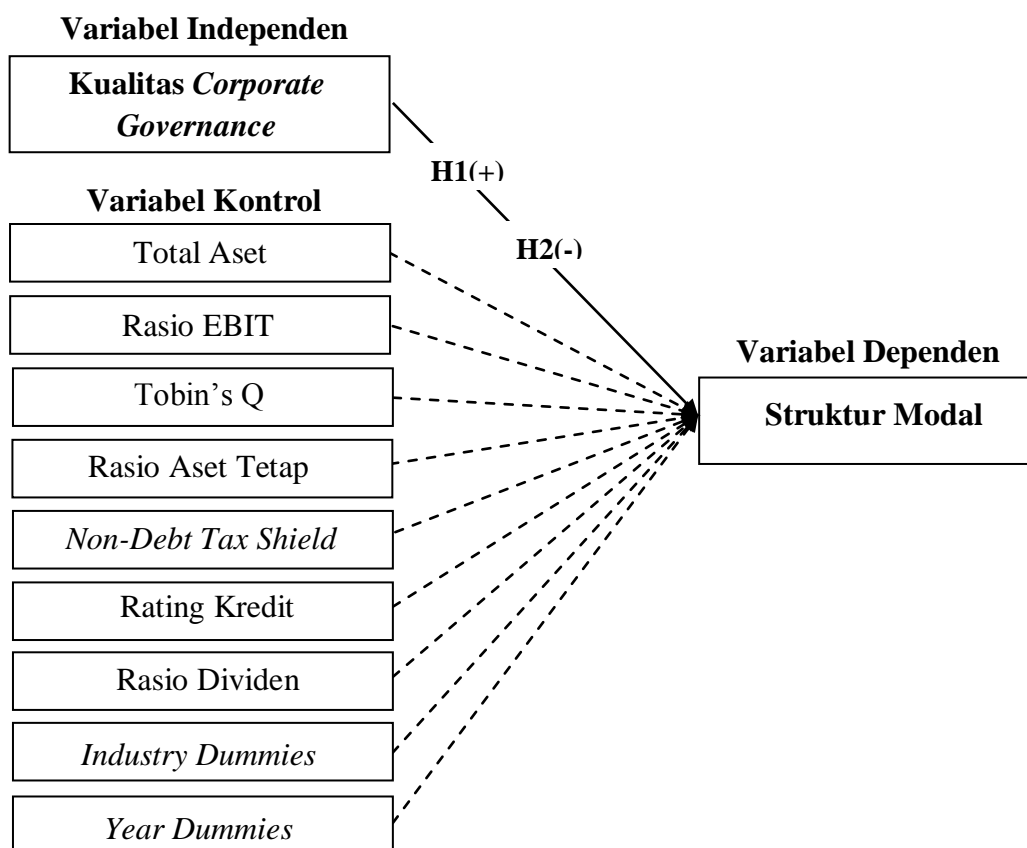 Variabel Independen
Kualitas Corporate
Governance
H1(+)
Variabel Kontrol
Total Aset
H2(-)
Rasio EBIT
Variabel Dependen
Tobin’s Q
Struktur Modal
Rasio Aset Tetap
Non-Debt Tax Shield
Rating Kredit
Rasio Dividen
Industry Dummies
Year Dummies